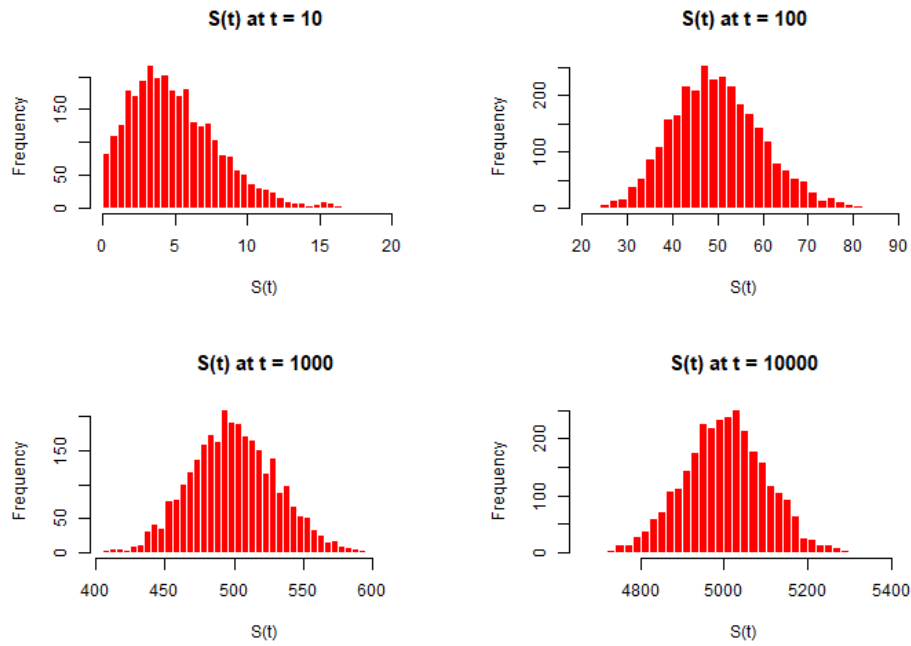 S(t) at t = 10
Frequency
150
50
0
0 5 10 15 20
S(t)
S(t) at t = 100
Frequency
200
100
0
20 30 40 50 60 70 80 90
S(t)
S(t) at t = 1000
Frequency
150
50
0
400 450 500 550 600
S(t)
S(t) at t = 10000
Frequency
200
100
0
4800 5000 5200 5400
S(t)